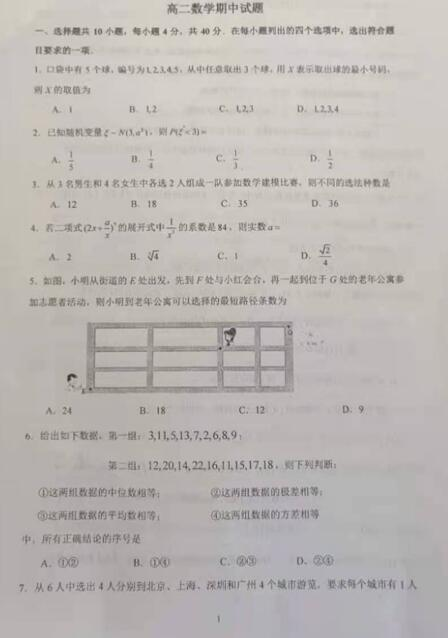 高二数学期中试题
一、选择题共 10 小题，每小题 4 分，共 40 分．在每小题列出的四个选项中，选出符合题
目要求的一项．
1．口袋中有 5 个球，编号为1,2,3,4,5，从中任意取出 3 个球，用 X 表示取出球的最小号码，
则 X 的取值为
A．1 B．1,2 C．1,2,3 D．1,2,3,4
2．已知随机变量 ξ~N(3,σ²)，则 P(ξ<3)=
A．1/5 B．1/4 C．1/3 D．1/2
3．从 3 名男生和 4 名女生中各选 2 人组成一队参加数学建模比赛，则不同的选法种数是
A．12 B．18 C．35 D．36
4．若二项式(2x+a/x)⁷的展开式中1/x³的系数是 84，则实数 a=
A．2 B．⁵√4 C．1 D．√2/4
5．如图，小明从街道的 E 处出发，先到 F 处与小红会合，再一起到位于 G 处的老年公寓参
加志愿者活动，则小明到老年公寓可以选择的最短路径条数为
A．24 B．18 C．12 D．9
6．给出如下数据，第一组：3,11,5,13,7,2,6,8,9；
第二组：12,20,14,22,16,11,15,17,18，则下列判断：
①这两组数据的中位数相等； ②这两组数据的极差相等；
③这两组数据的平均数相等； ④这两组数据的方差相等
中，所有正确结论的序号是
A．①② B．①④ C．②③ D．②④
7．从 6 人中选出 4 人分别到北京、上海、深圳和广州 4 个城市游览，要求每个城市有 1 人
1